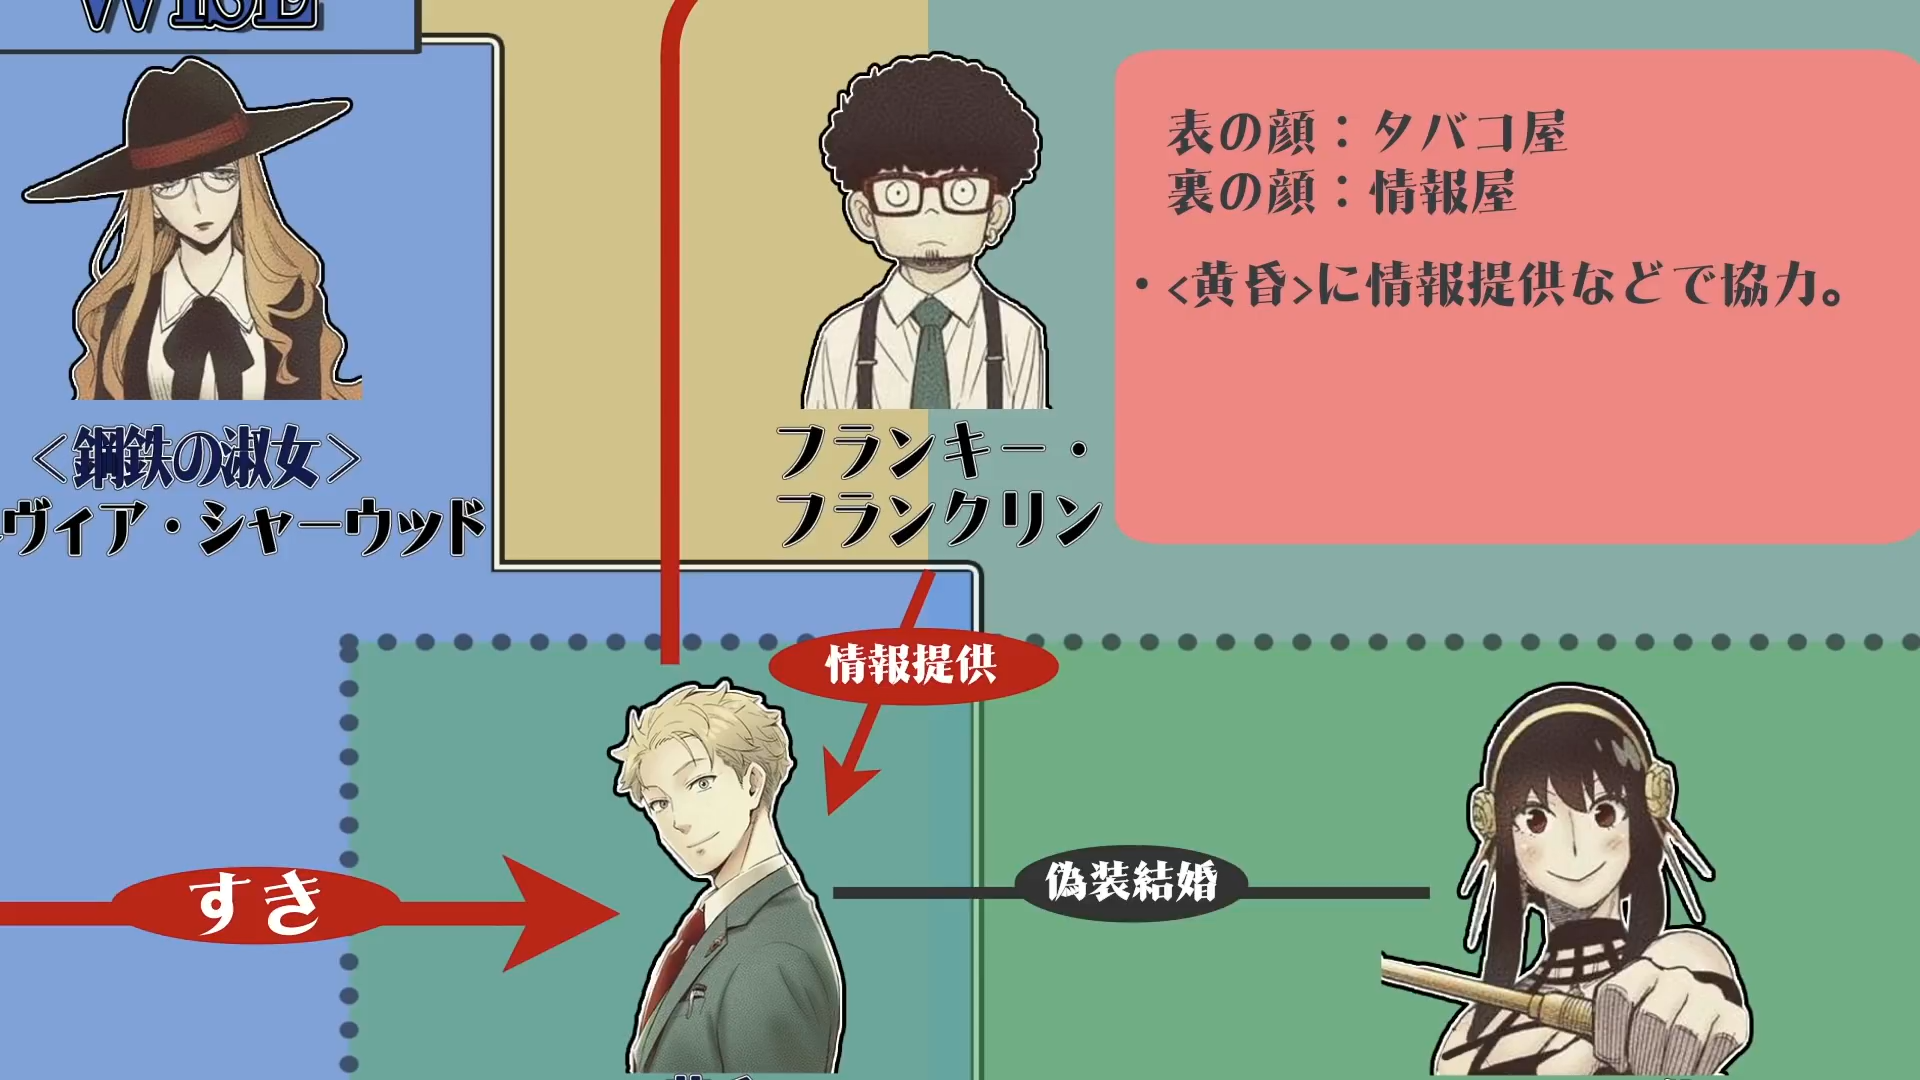 WISE
表の顔：タバコ屋
裏の顔：情報屋
・<黄昏>に情報提供などで協力。
＜鋼鉄の淑女＞
ヴィア・シャーウッド
フランキー・
フランクリン
情報提供
すき
偽装結婚